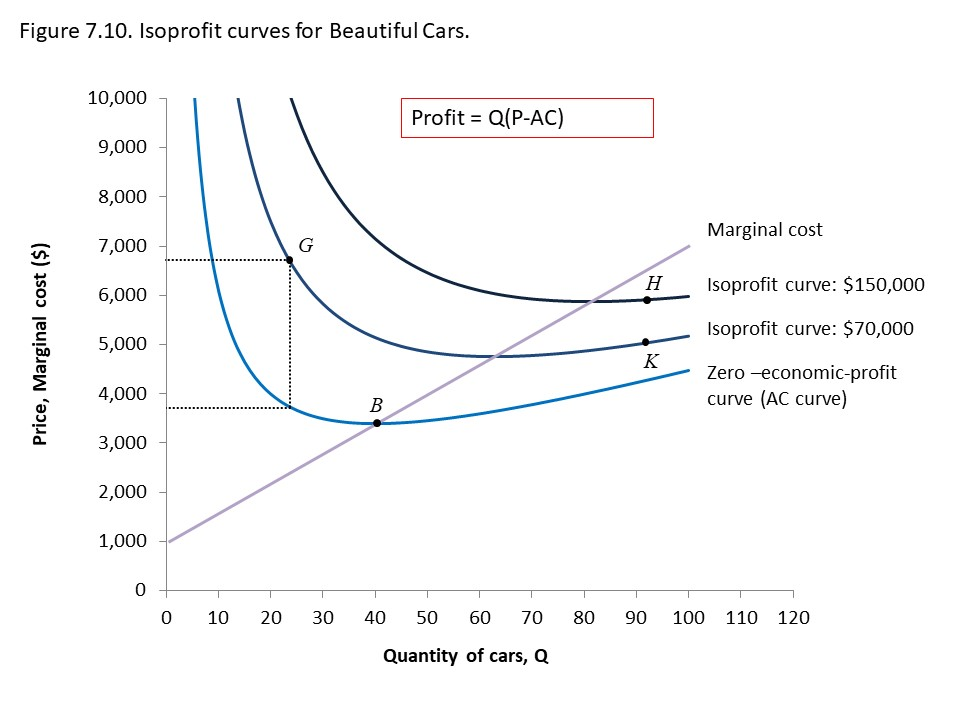 Figure 7.10. Isoprofit curves for Beautiful Cars.
Profit = Q(P-AC)
10,000
9,000
8,000
7,000
6,000
5,000
4,000
3,000
2,000
1,000
0
Price, Marginal cost ($)
G
B
H
K
Marginal cost
Isoprofit curve: $150,000
Isoprofit curve: $70,000
Zero –economic-profit
curve (AC curve)
0 10 20 30 40 50 60 70 80 90 100 110 120
Quantity of cars, Q